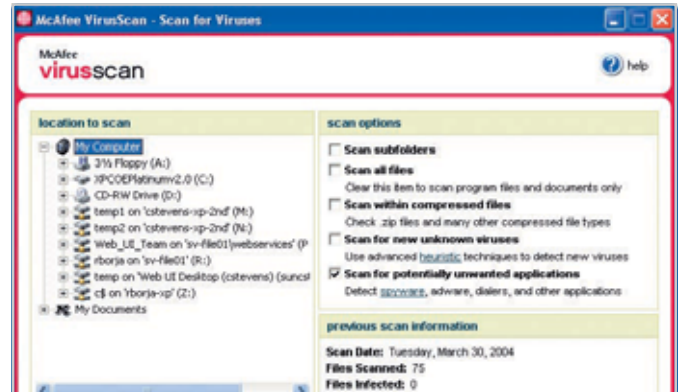 McAfee VirusScan - Scan for Viruses
McAfee
virusscan
help
location to scan
My Computer
3½ Floppy (A:)
XPCOEPlatinumv2.0 (C:)
CD-RW Drive (D:)
temp1 on 'cstevens-xp-2nd' (M:)
temp2 on 'cstevens-xp-2nd' (N:)
Web_UI_Team on 'sv-file01\webservices' (P
rborja on 'sv-file01' (R:)
temp on 'Web UI Desktop (cstevens) (suncsl
c$ on 'rborja-xp' (Z:)
My Documents
scan options
Scan subfolders
Scan all files
Clear this item to scan program files and documents only
Scan within compressed files
Check .zip files and many other compressed file types
Scan for new unknown viruses
Use advanced heuristic techniques to detect new viruses
Scan for potentially unwanted applications
Detect spyware, adware, dialers, and other applications
previous scan information
Scan Date: Tuesday, March 30, 2004
Files Scanned: 75
Files Infected: 0